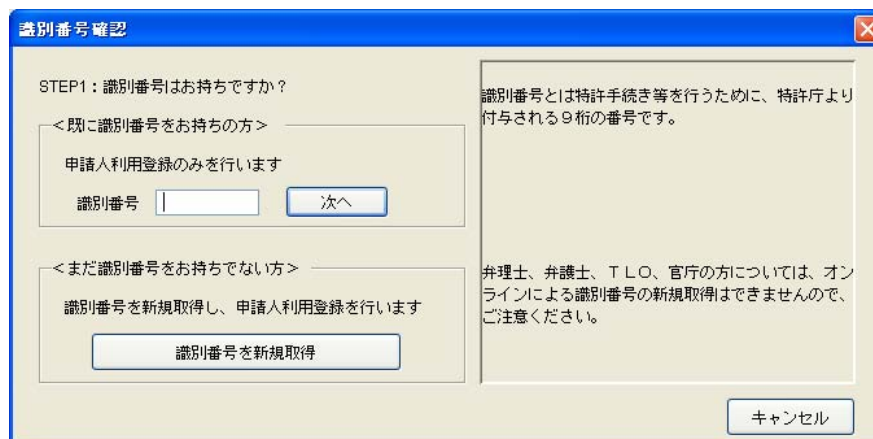 識別番号確認
STEP1：識別番号はお持ちですか？
＜既に識別番号をお持ちの方＞
申請人利用登録のみを行います
識別番号
次へ
＜まだ識別番号をお持ちでない方＞
識別番号を新規取得し、申請人利用登録を行います
識別番号を新規取得
識別番号とは特許手続き等を行うために、特許庁より
付与される９桁の番号です。
弁理士、弁護士、ＴＬＯ、官庁の方については、オン
ラインによる識別番号の新規取得はできませんので、
ご注意ください。
キャンセル